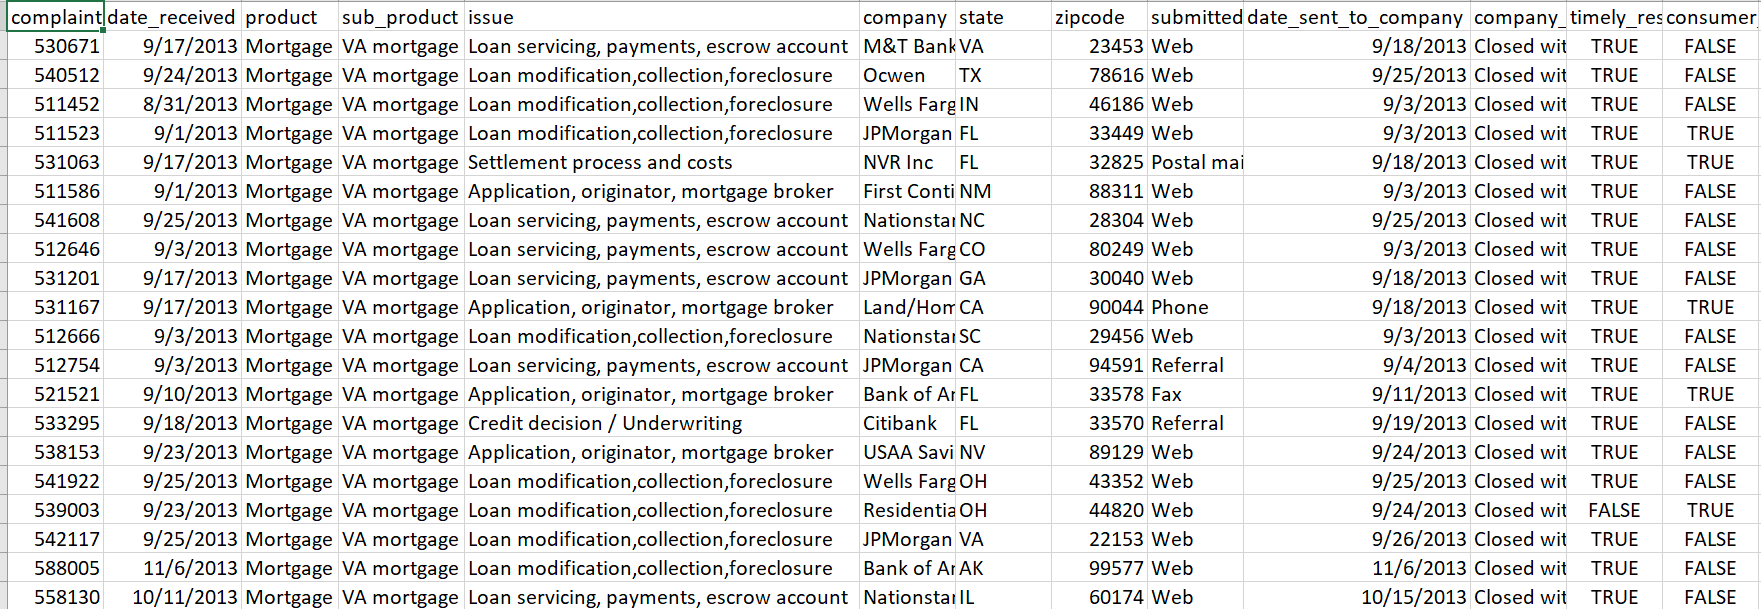 complaint date_received product sub_product issue company state zipcode submitted date_sent_to_company company_ timely_res consumer_
530671 9/17/2013 Mortgage VA mortgage Loan servicing, payments, escrow account M&T Bank VA 23453 Web 9/18/2013 Closed wit TRUE FALSE
540512 9/24/2013 Mortgage VA mortgage Loan modification,collection,foreclosure Ocwen TX 78616 Web 9/25/2013 Closed wit TRUE FALSE
511452 8/31/2013 Mortgage VA mortgage Loan modification,collection,foreclosure Wells Farg IN 46186 Web 9/3/2013 Closed wit TRUE FALSE
511523 9/1/2013 Mortgage VA mortgage Loan modification,collection,foreclosure JPMorgan FL 33449 Web 9/3/2013 Closed wit TRUE TRUE
531063 9/17/2013 Mortgage VA mortgage Settlement process and costs NVR Inc FL 32825 Postal mai 9/18/2013 Closed wit TRUE TRUE
511586 9/1/2013 Mortgage VA mortgage Application, originator, mortgage broker First Conti NM 88311 Web 9/3/2013 Closed wit TRUE FALSE
541608 9/25/2013 Mortgage VA mortgage Loan servicing, payments, escrow account Nationstar NC 28304 Web 9/25/2013 Closed wit TRUE FALSE
512646 9/3/2013 Mortgage VA mortgage Loan servicing, payments, escrow account Wells Farg CO 80249 Web 9/3/2013 Closed wit TRUE FALSE
531201 9/17/2013 Mortgage VA mortgage Loan servicing, payments, escrow account JPMorgan GA 30040 Web 9/18/2013 Closed wit TRUE FALSE
531167 9/17/2013 Mortgage VA mortgage Application, originator, mortgage broker Land/Hom CA 90044 Phone 9/18/2013 Closed wit TRUE TRUE
512666 9/3/2013 Mortgage VA mortgage Loan modification,collection,foreclosure Nationstar SC 29456 Web 9/3/2013 Closed wit TRUE FALSE
512754 9/3/2013 Mortgage VA mortgage Loan servicing, payments, escrow account JPMorgan CA 94591 Referral 9/4/2013 Closed wit TRUE FALSE
521521 9/10/2013 Mortgage VA mortgage Application, originator, mortgage broker Bank of Am FL 33578 Fax 9/11/2013 Closed wit TRUE TRUE
533295 9/18/2013 Mortgage VA mortgage Credit decision / Underwriting Citibank FL 33570 Referral 9/19/2013 Closed wit TRUE FALSE
538153 9/23/2013 Mortgage VA mortgage Application, originator, mortgage broker USAA Savi NV 89129 Web 9/24/2013 Closed wit TRUE FALSE
541922 9/25/2013 Mortgage VA mortgage Loan modification,collection,foreclosure Wells Farg OH 43352 Web 9/25/2013 Closed wit TRUE FALSE
539003 9/23/2013 Mortgage VA mortgage Loan modification,collection,foreclosure Residentia OH 44820 Web 9/24/2013 Closed wit FALSE TRUE
542117 9/25/2013 Mortgage VA mortgage Loan modification,collection,foreclosure JPMorgan VA 22153 Web 9/26/2013 Closed wit TRUE FALSE
588005 11/6/2013 Mortgage VA mortgage Loan modification,collection,foreclosure Bank of Am AK 99577 Web 11/6/2013 Closed wit TRUE FALSE
558130 10/11/2013 Mortgage VA mortgage Loan servicing, payments, escrow account Nationstar IL 60174 Web 10/15/2013 Closed wit TRUE FALSE